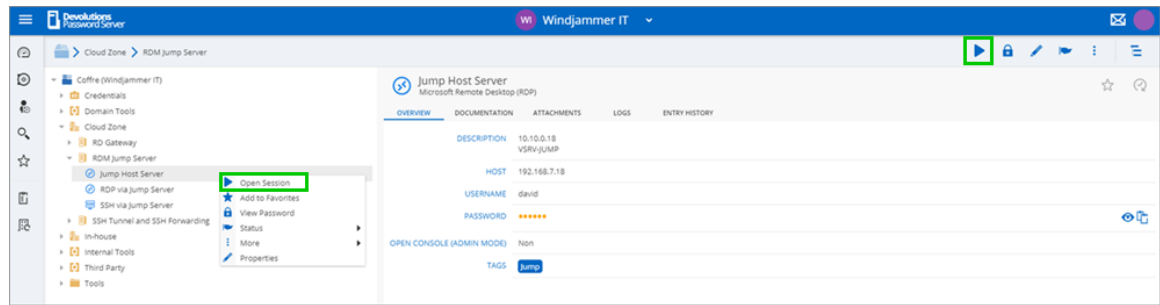 Devolutions
Password Server
WI Windjammer IT
Cloud Zone RDM Jump Server
Coffre (Windjammer IT)
Credentials
Domain Tools
Cloud Zone
RD Gateway
RDM Jump Server
Jump Host Server
RDP via Jump Server
SSH via Jump Server
SSH Tunnel and SSH Forwarding
In-house
Internal Tools
Third Party
Tools
Open Session
Add to Favorites
View Password
Status
More
Properties
Jump Host Server
Microsoft Remote Desktop (RDP)
OVERVIEW DOCUMENTATION ATTACHMENTS LOGS ENTRY HISTORY
DESCRIPTION 10.10.0.18
VSRV-JUMP
HOST 192.168.7.18
USERNAME david
PASSWORD ••••••
OPEN CONSOLE (ADMIN MODE) Non
TAGS Jump